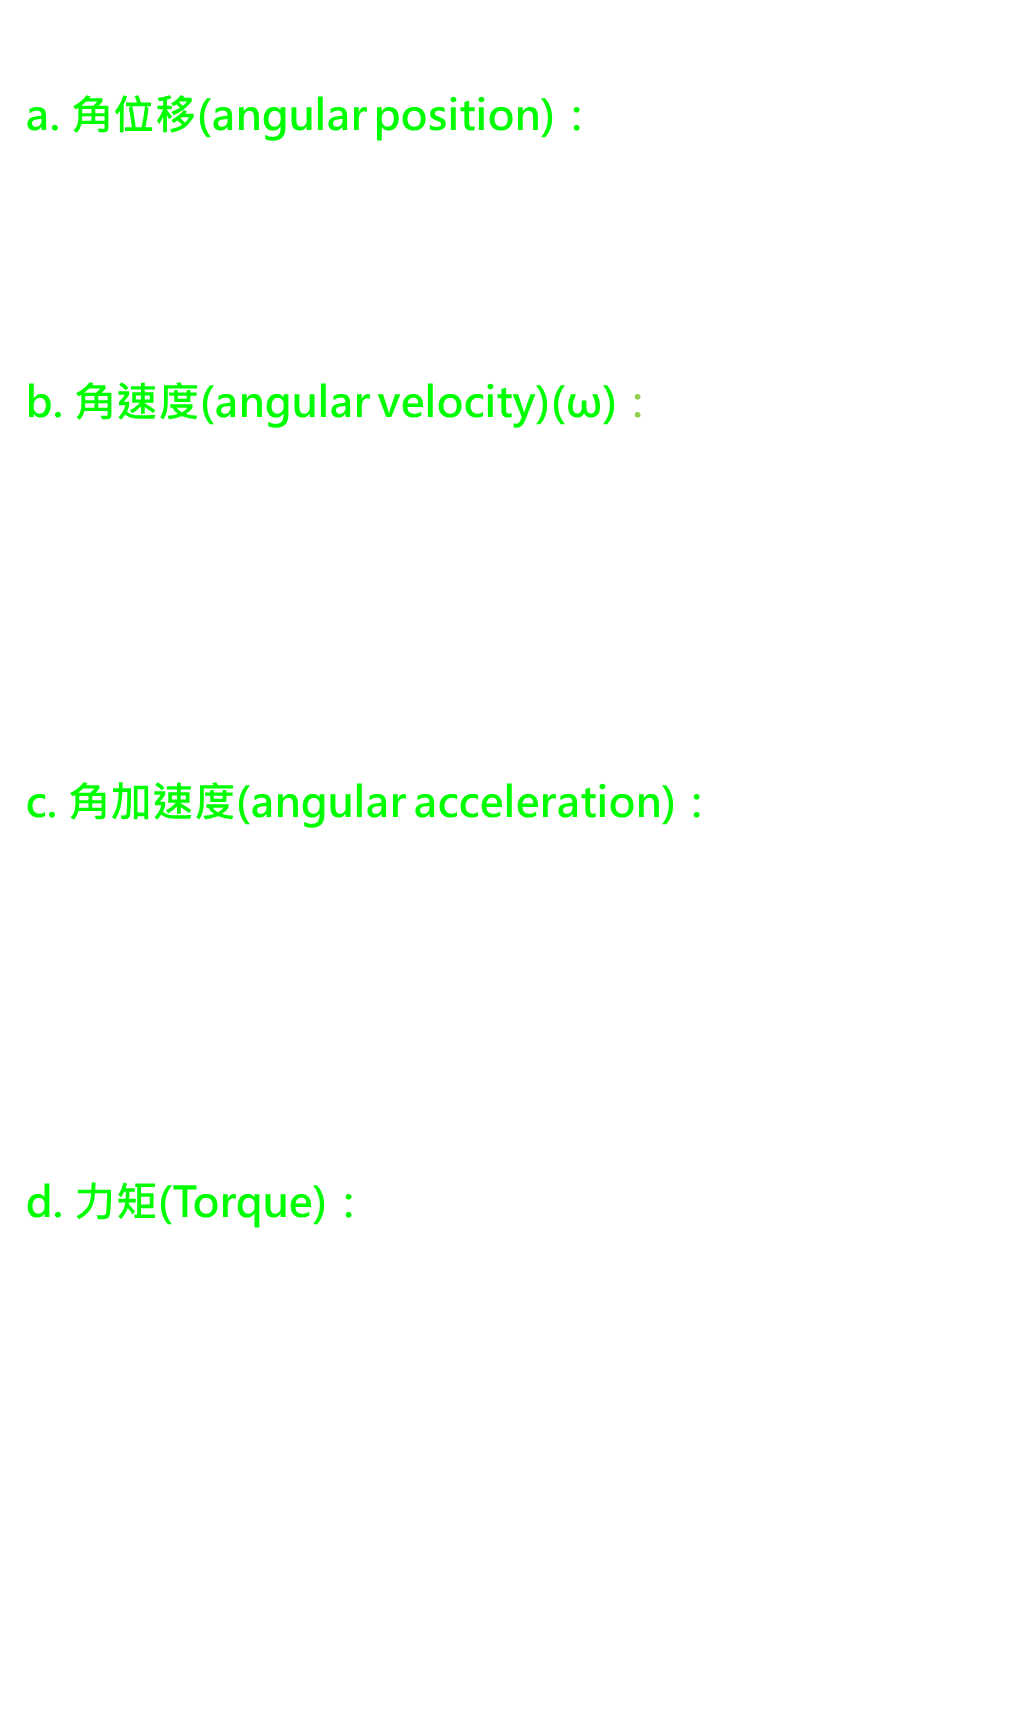 a. 角位移(angular position)：
b. 角速度(angular velocity)(ω)：
c. 角加速度(angular acceleration)：
d. 力矩(Torque)：